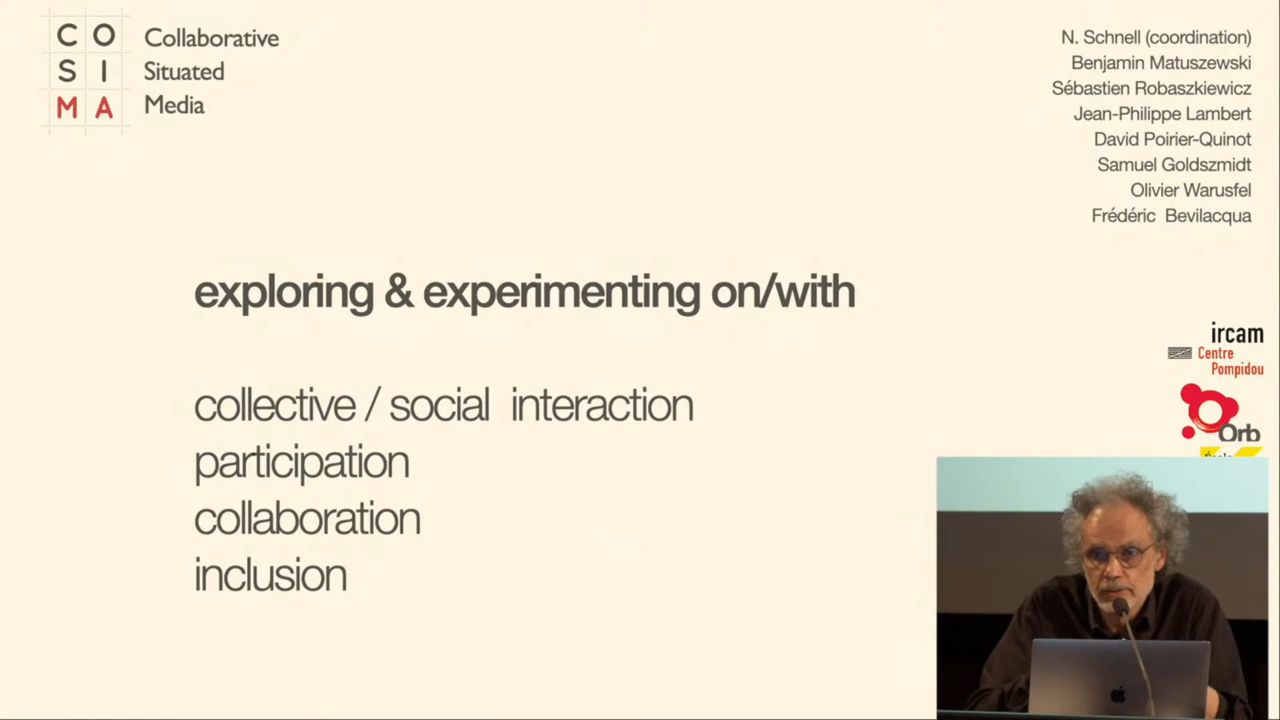 C O
S I
M A
Collaborative
Situated
Media
N. Schnell (coordination)
Benjamin Matuszewski
Sébastien Robaszkiewicz
Jean-Philippe Lambert
David Poirier-Quinot
Samuel Goldszmidt
Olivier Warusfel
Frédéric Bevilacqua
exploring & experimenting on/with
collective / social interaction
participation
collaboration
inclusion
ircam
Centre
Pompidou
Orb